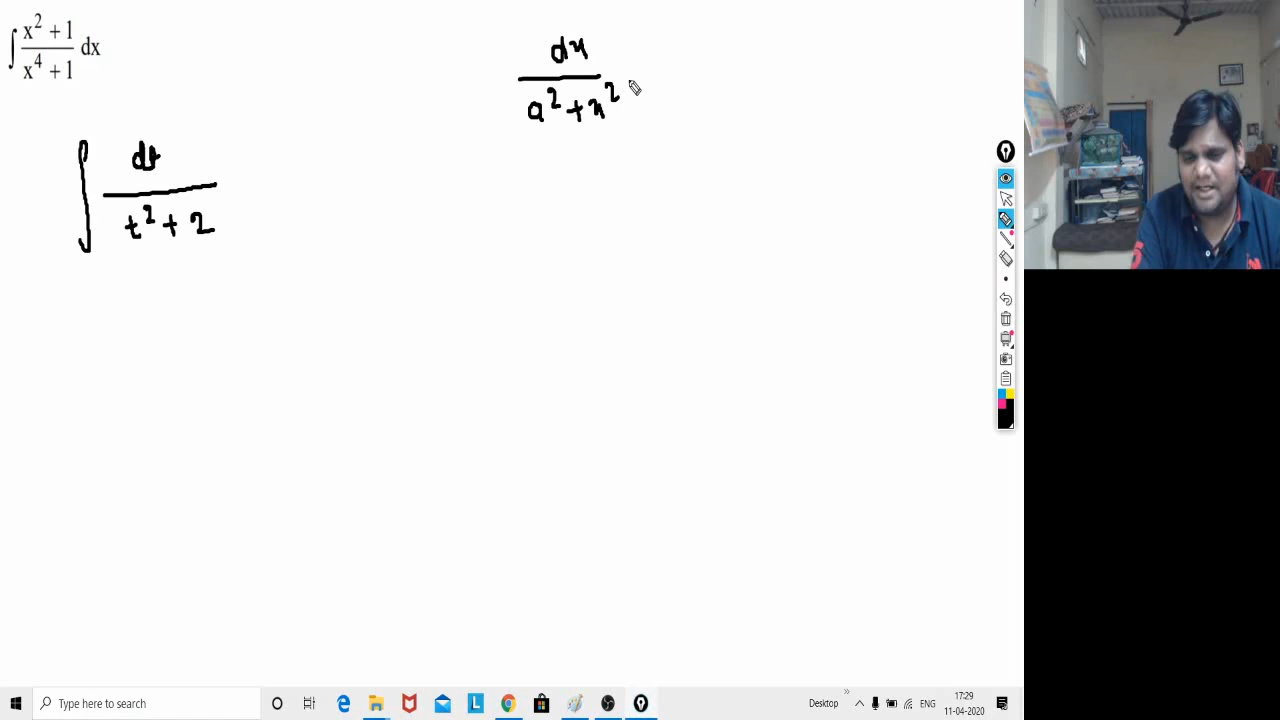 ∫ x² + 1 / x⁴ + 1 dx
dx
a² + x²
∫ dt
t² + 2
Type here to search
Desktop
ENG
17:29
11-04-2020